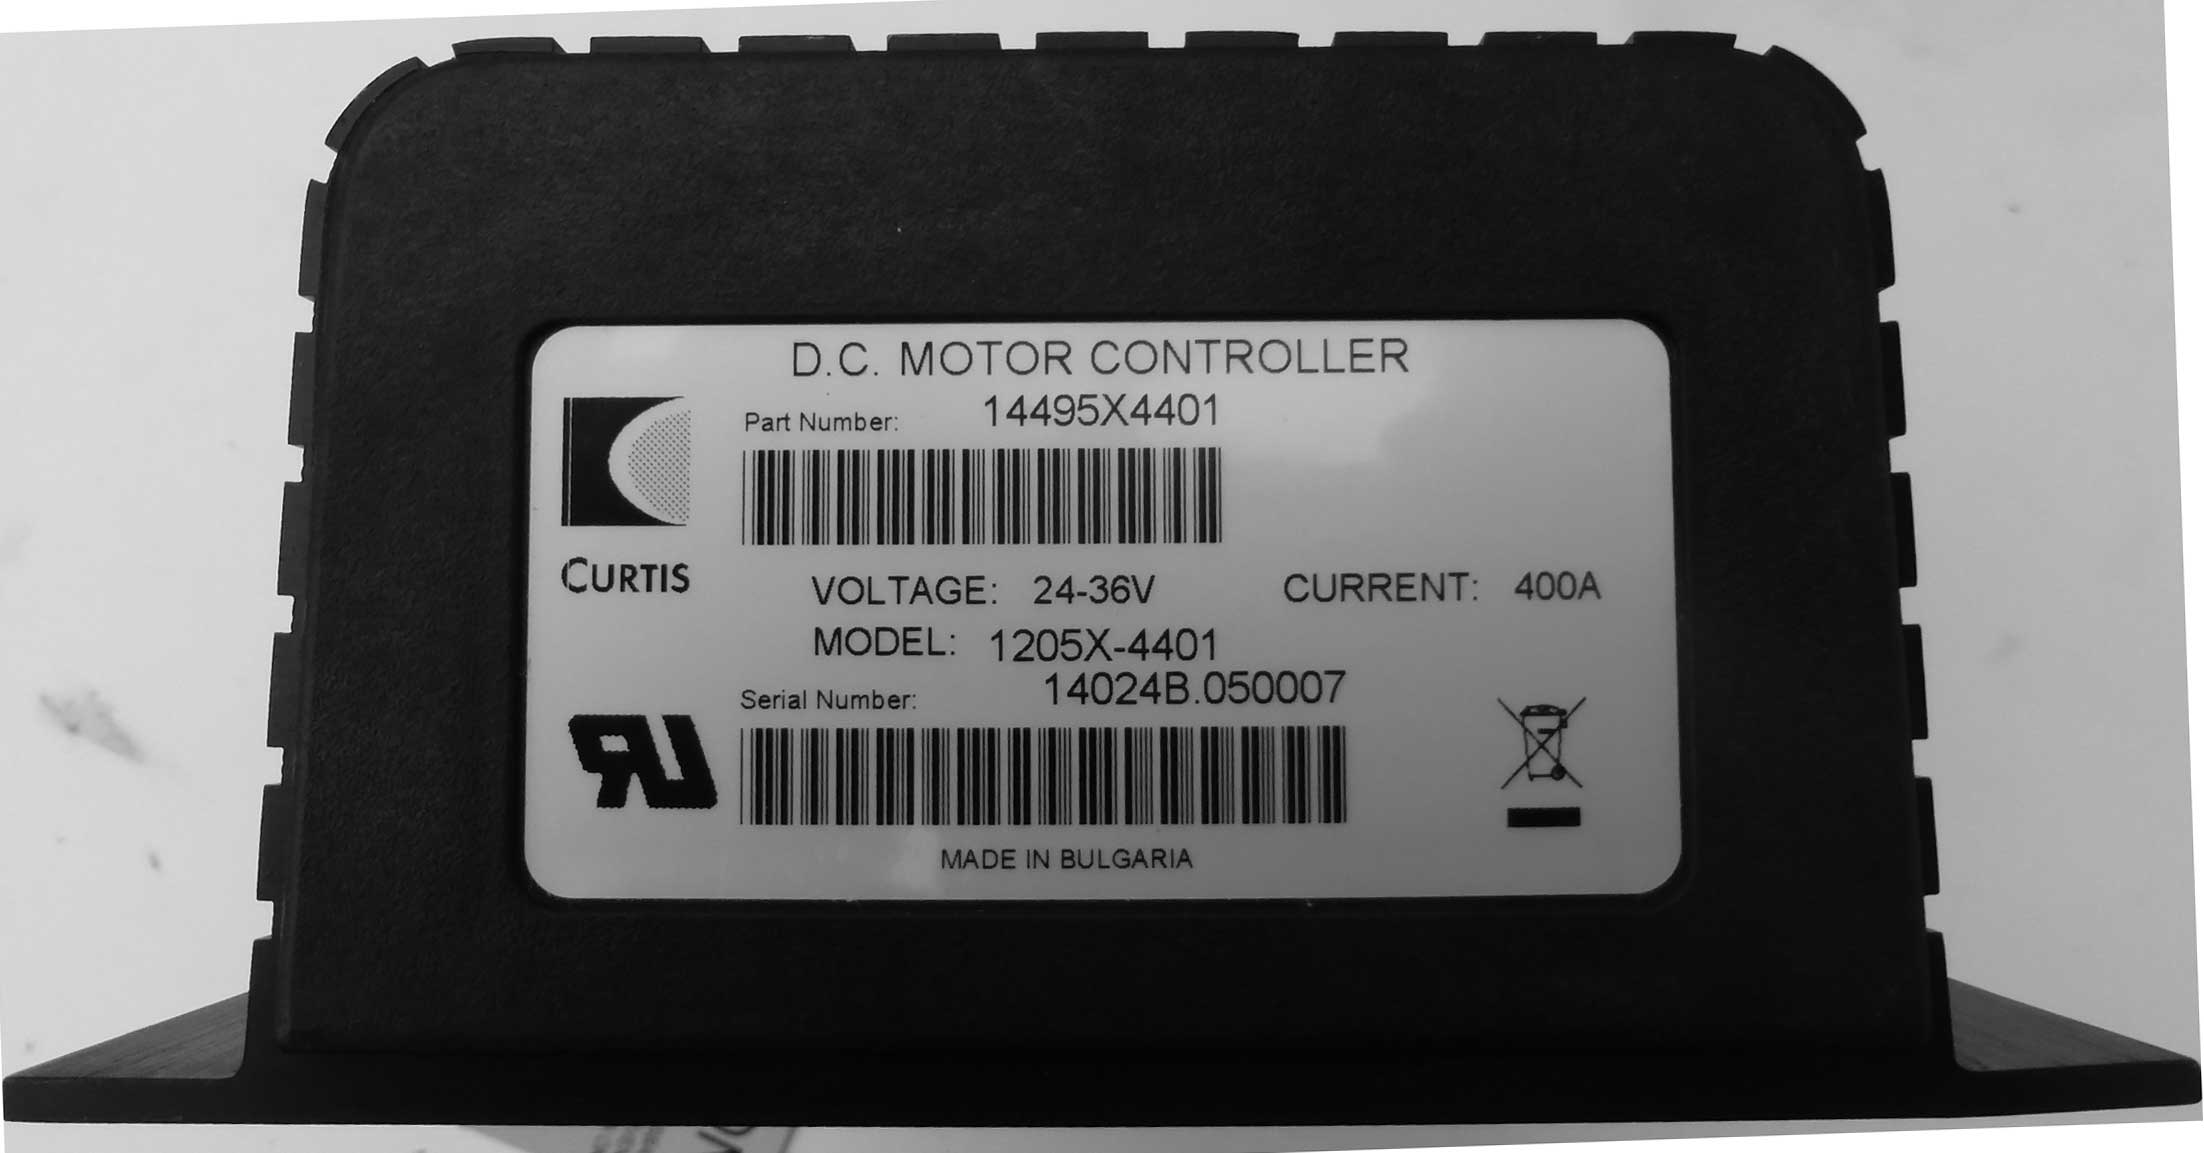 D.C. MOTOR CONTROLLER
Part Number: 14495X4401
CURTIS
VOLTAGE: 24-36V CURRENT: 400A
MODEL: 1205X-4401
Serial Number: 14024B.050007
MADE IN BULGARIA